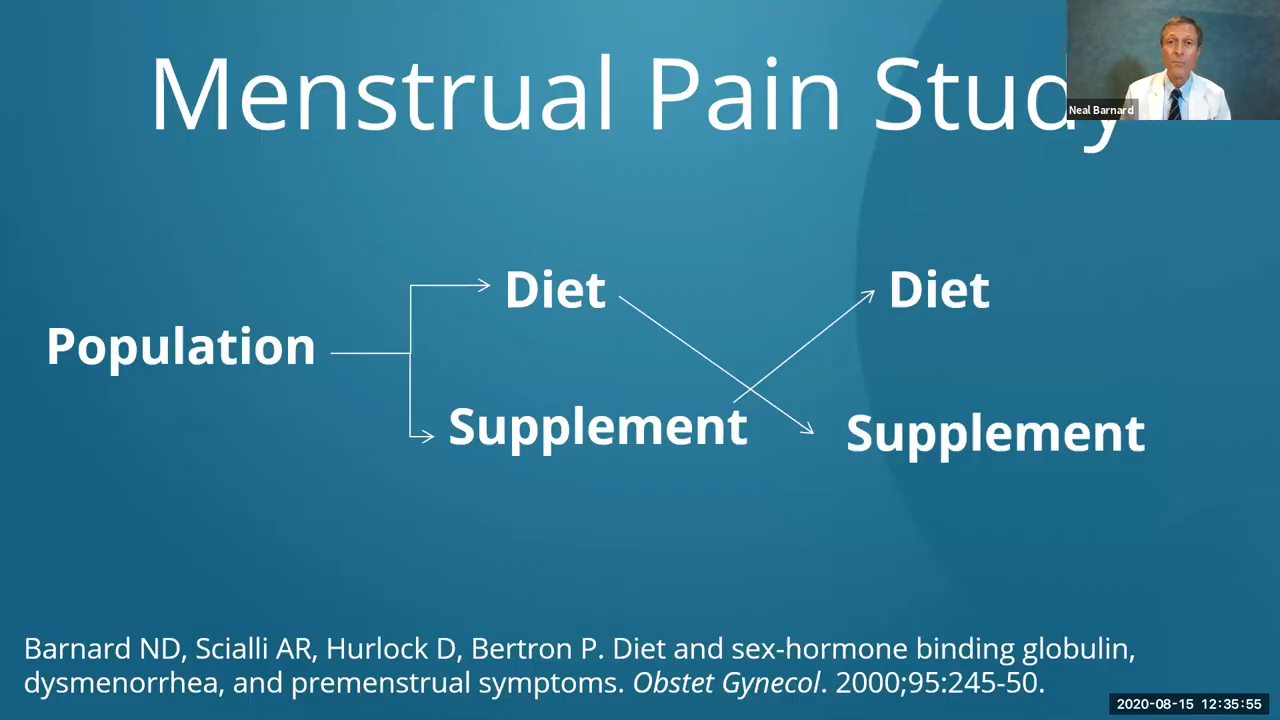 Menstrual Pain Study
Neal Barnard
Diet
Diet
Population
Supplement
Supplement
Barnard ND, Scialli AR, Hurlock D, Bertron P. Diet and sex-hormone binding globulin,
dysmenorrhea, and premenstrual symptoms. Obstet Gynecol. 2000;95:245-50.
2020-08-15 12:35:55